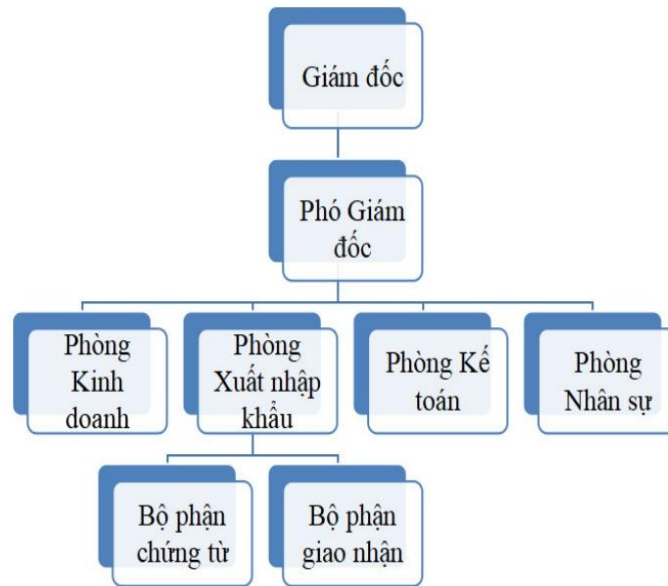 Giám đốc
Phó Giám
đốc
Phòng
Kinh
doanh
Phòng
Xuất nhập
khẩu
Phòng Kế
toán
Phòng
Nhân sự
Bộ phận
chứng từ
Bộ phận
giao nhận